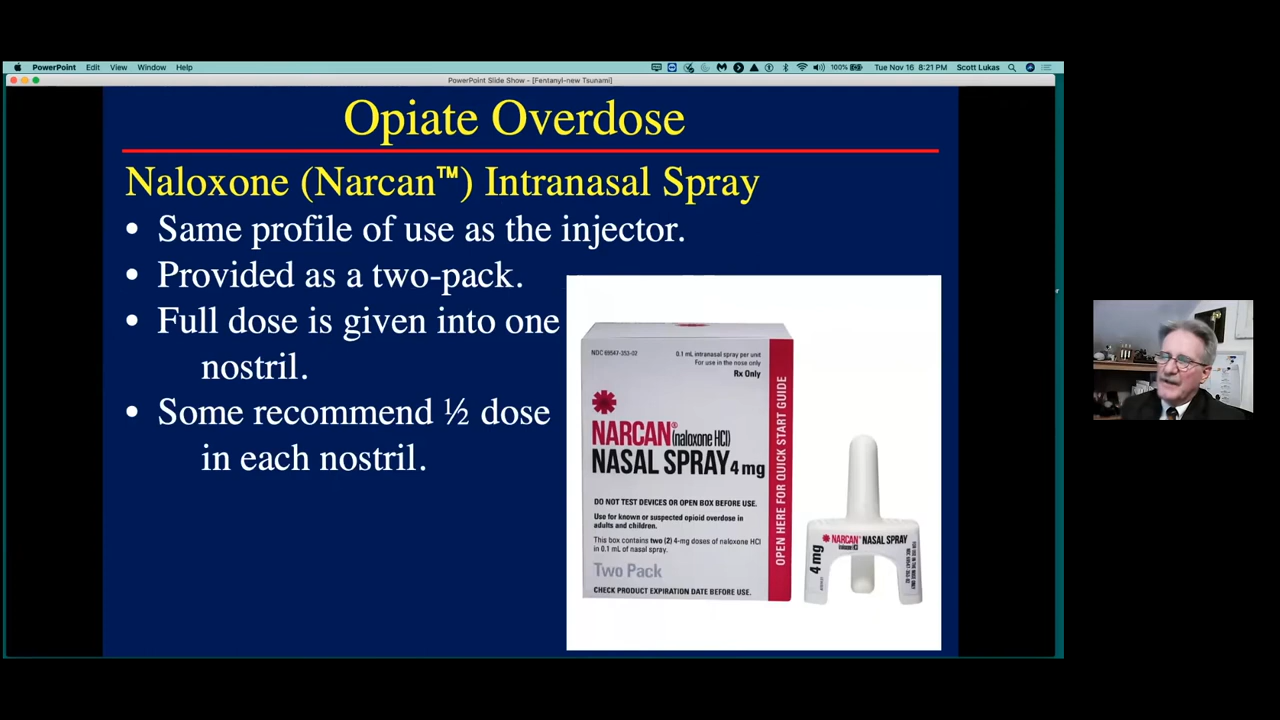 PowerPoint Edit View Window Help
100% Tue Nov 16 8:21 PM Scott Lukas
PowerPoint Slide Show - [Fentanyl-new Tsunami]
Opiate Overdose
Naloxone (Narcan™) Intranasal Spray
• Same profile of use as the injector.
• Provided as a two-pack.
• Full dose is given into one
nostril.
• Some recommend ½ dose
in each nostril.
NDC 69547-353-02
0.1 mL intranasal spray per unit
For use in the nose only
Rx Only
NARCAN® (naloxone HCl)
NASAL SPRAY 4 mg
DO NOT TEST DEVICES OR OPEN BOX BEFORE USE.
Use for known or suspected opioid overdose in
adults and children.
This box contains two (2) 4-mg doses of naloxone HCl
in 0.1 mL of nasal spray.
Two Pack
CHECK PRODUCT EXPIRATION DATE BEFORE USE.
OPEN HERE FOR QUICK START GUIDE
NARCAN® NASAL SPRAY
4 mg